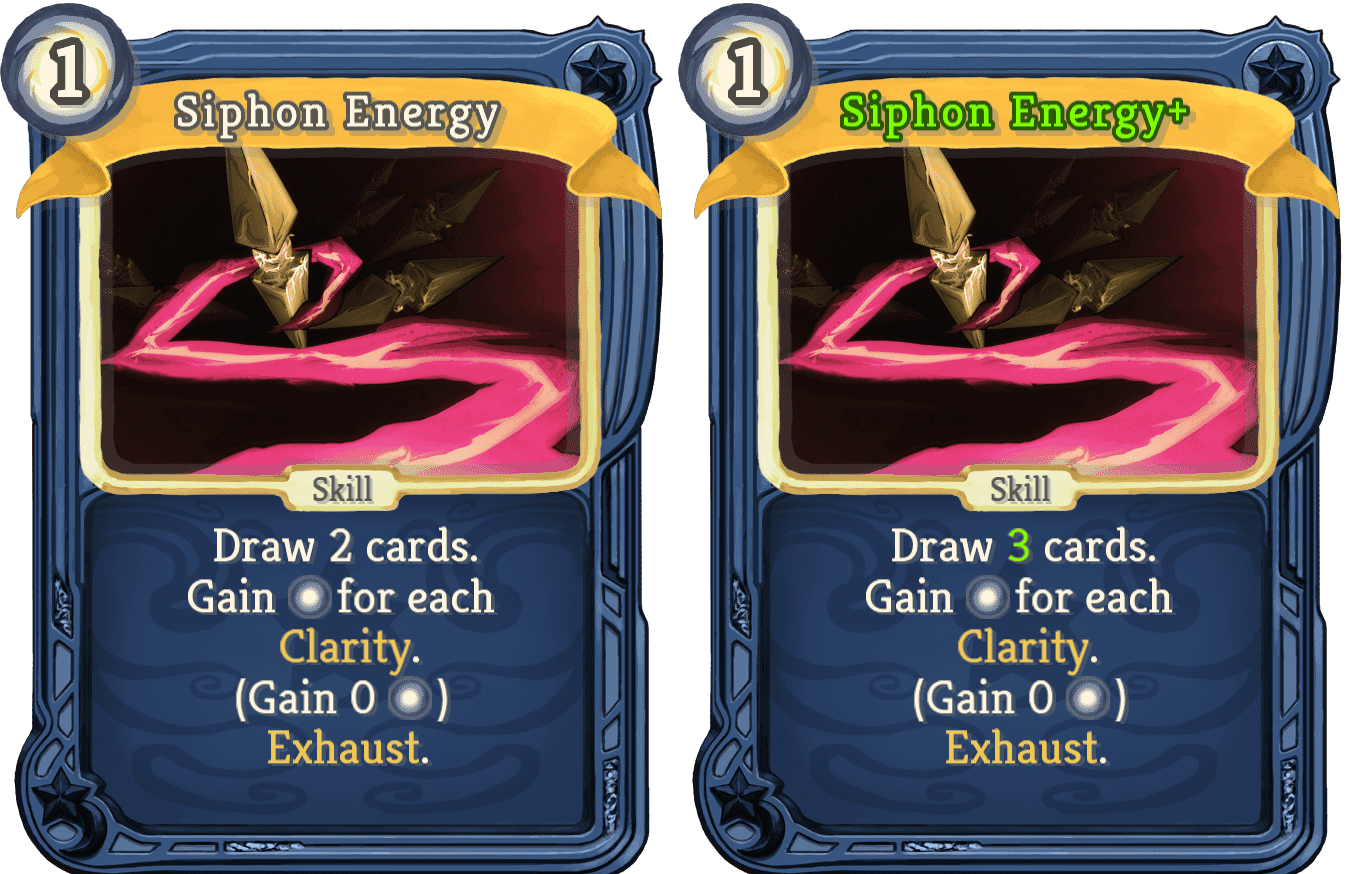 1
Siphon Energy
Skill
Draw 2 cards.
Gain for each
Clarity.
(Gain 0 )
Exhaust.
1
Siphon Energy+
Skill
Draw 3 cards.
Gain for each
Clarity.
(Gain 0 )
Exhaust.